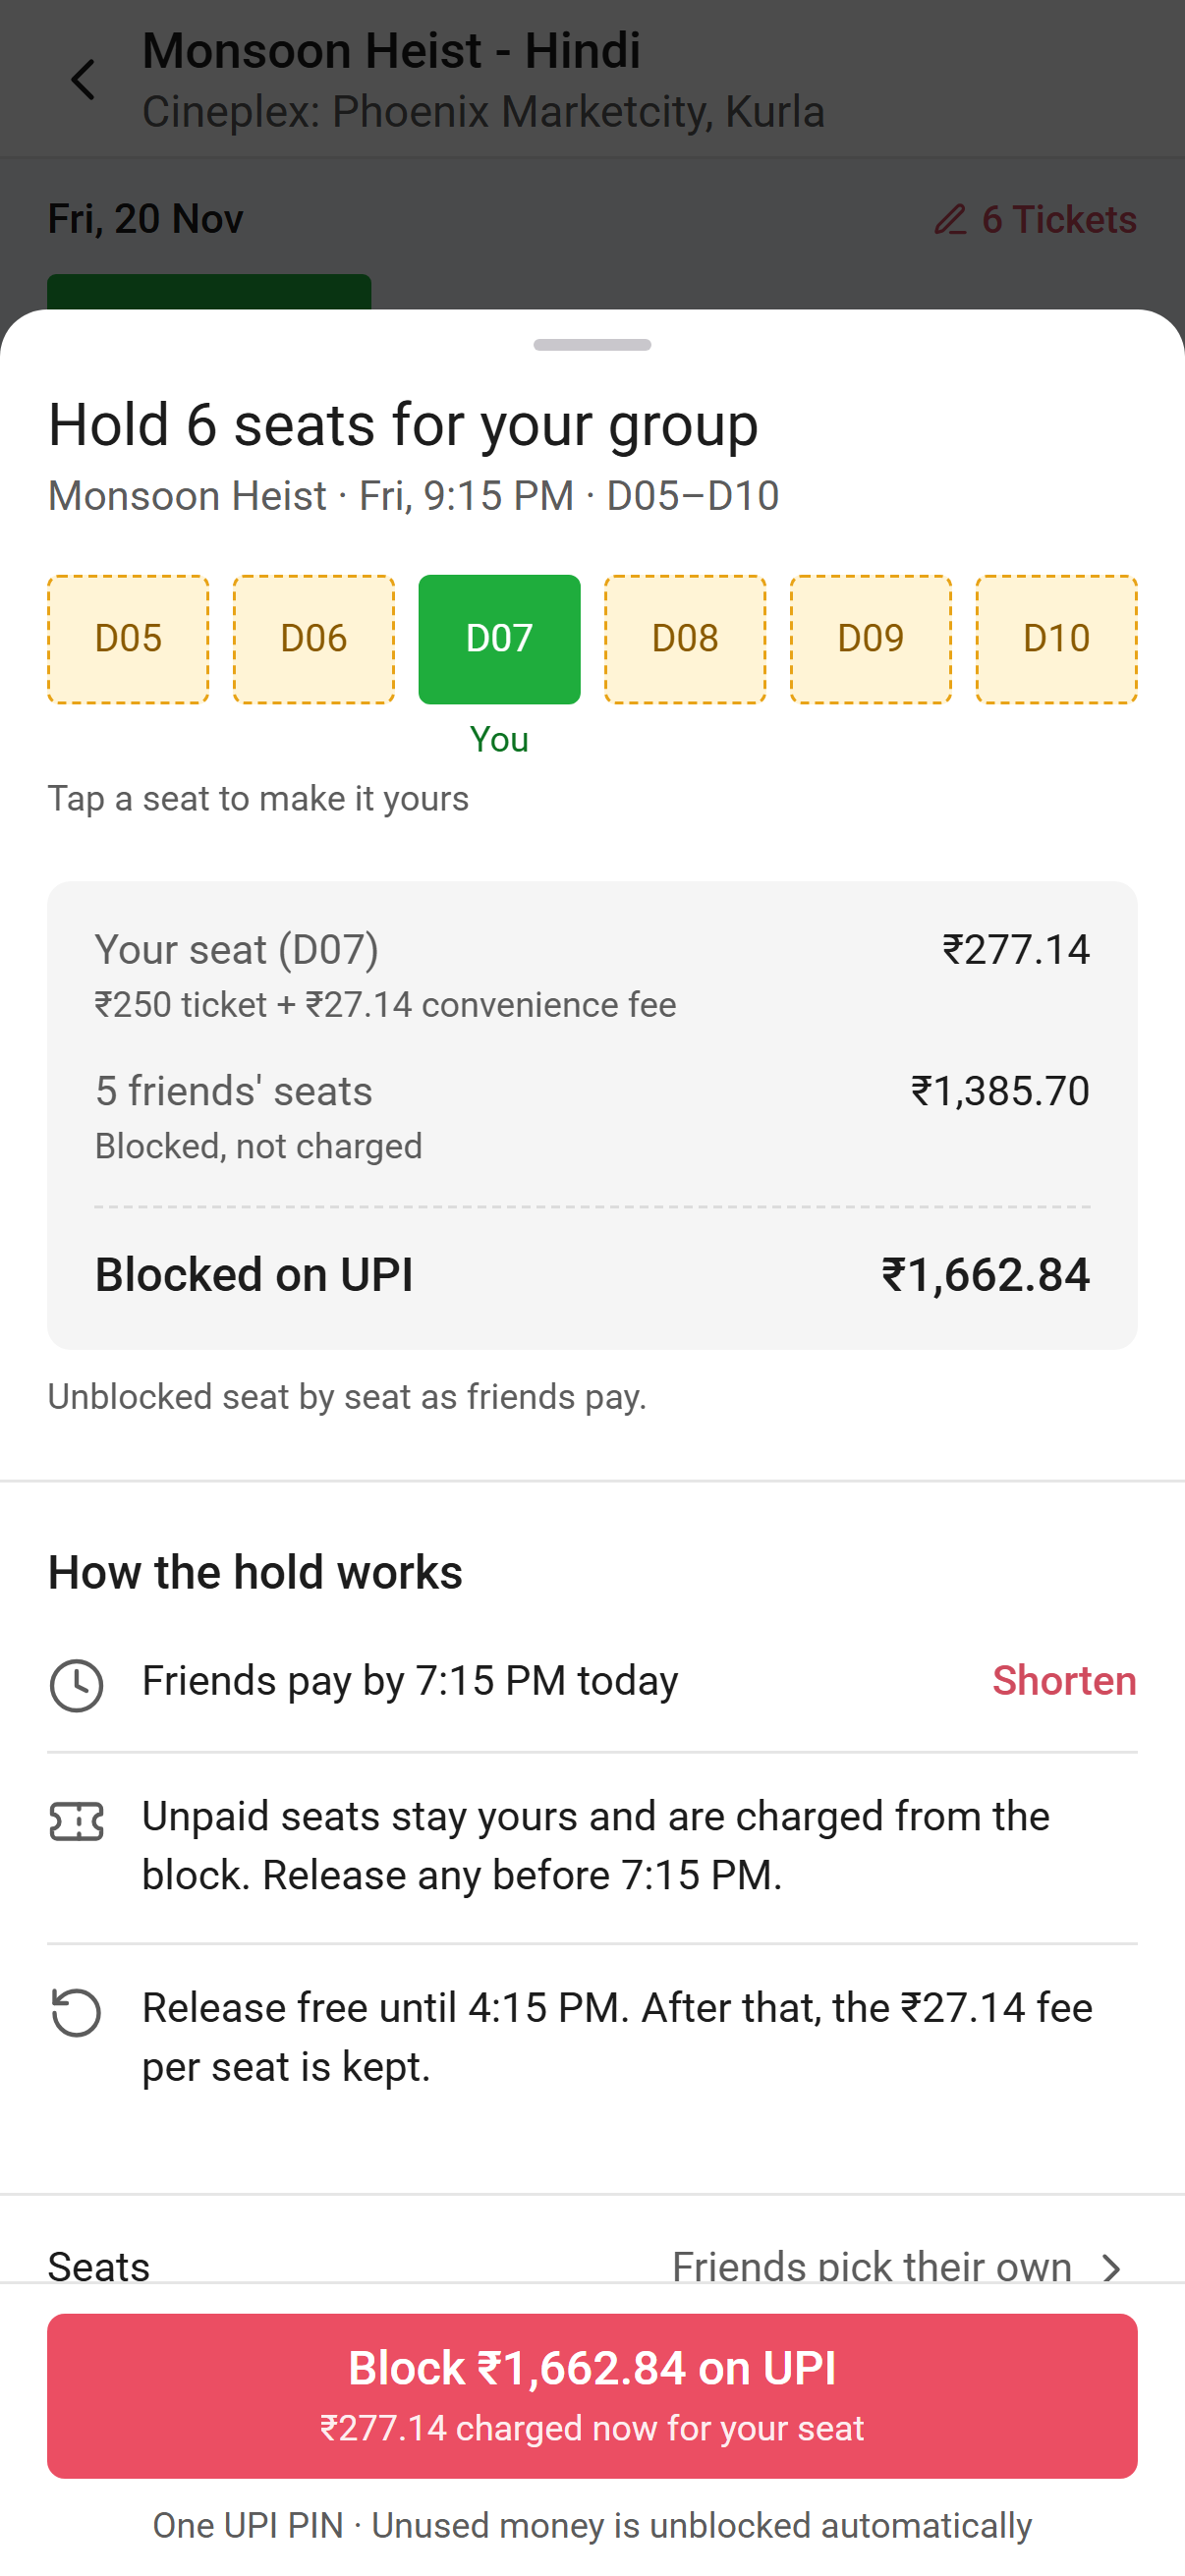 Monsoon Heist - Hindi
Cineplex: Phoenix Marketcity, Kurla
Fri, 20 Nov
6 Tickets
Hold 6 seats for your group
Monsoon Heist · Fri, 9:15 PM · D05–D10
D05 D06 D07 D08 D09 D10
You
Tap a seat to make it yours
Your seat (D07) ₹277.14
₹250 ticket + ₹27.14 convenience fee
5 friends' seats ₹1,385.70
Blocked, not charged
Blocked on UPI ₹1,662.84
Unblocked seat by seat as friends pay.
How the hold works
Friends pay by 7:15 PM today Shorten
Unpaid seats stay yours and are charged from the
block. Release any before 7:15 PM.
Release free until 4:15 PM. After that, the ₹27.14 fee
per seat is kept.
Seats Friends pick their own
Block ₹1,662.84 on UPI
₹277.14 charged now for your seat
One UPI PIN · Unused money is unblocked automatically